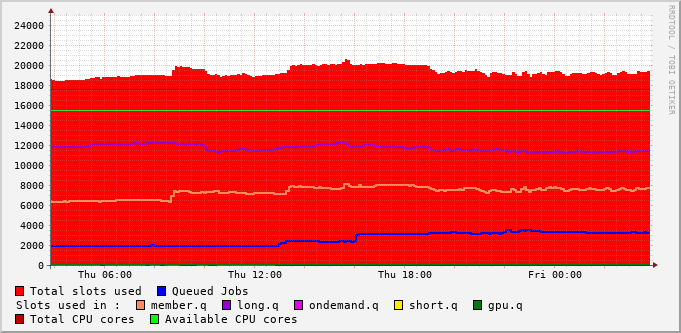 RRDTOOL / TOBI OETIKER
24000
22000
20000
18000
16000
14000
12000
10000
8000
6000
4000
2000
0
Thu 06:00 Thu 12:00 Thu 18:00 Fri 00:00
Total slots used Queued Jobs
Slots used in : member.q long.q ondemand.q short.q gpu.q
Total CPU cores Available CPU cores